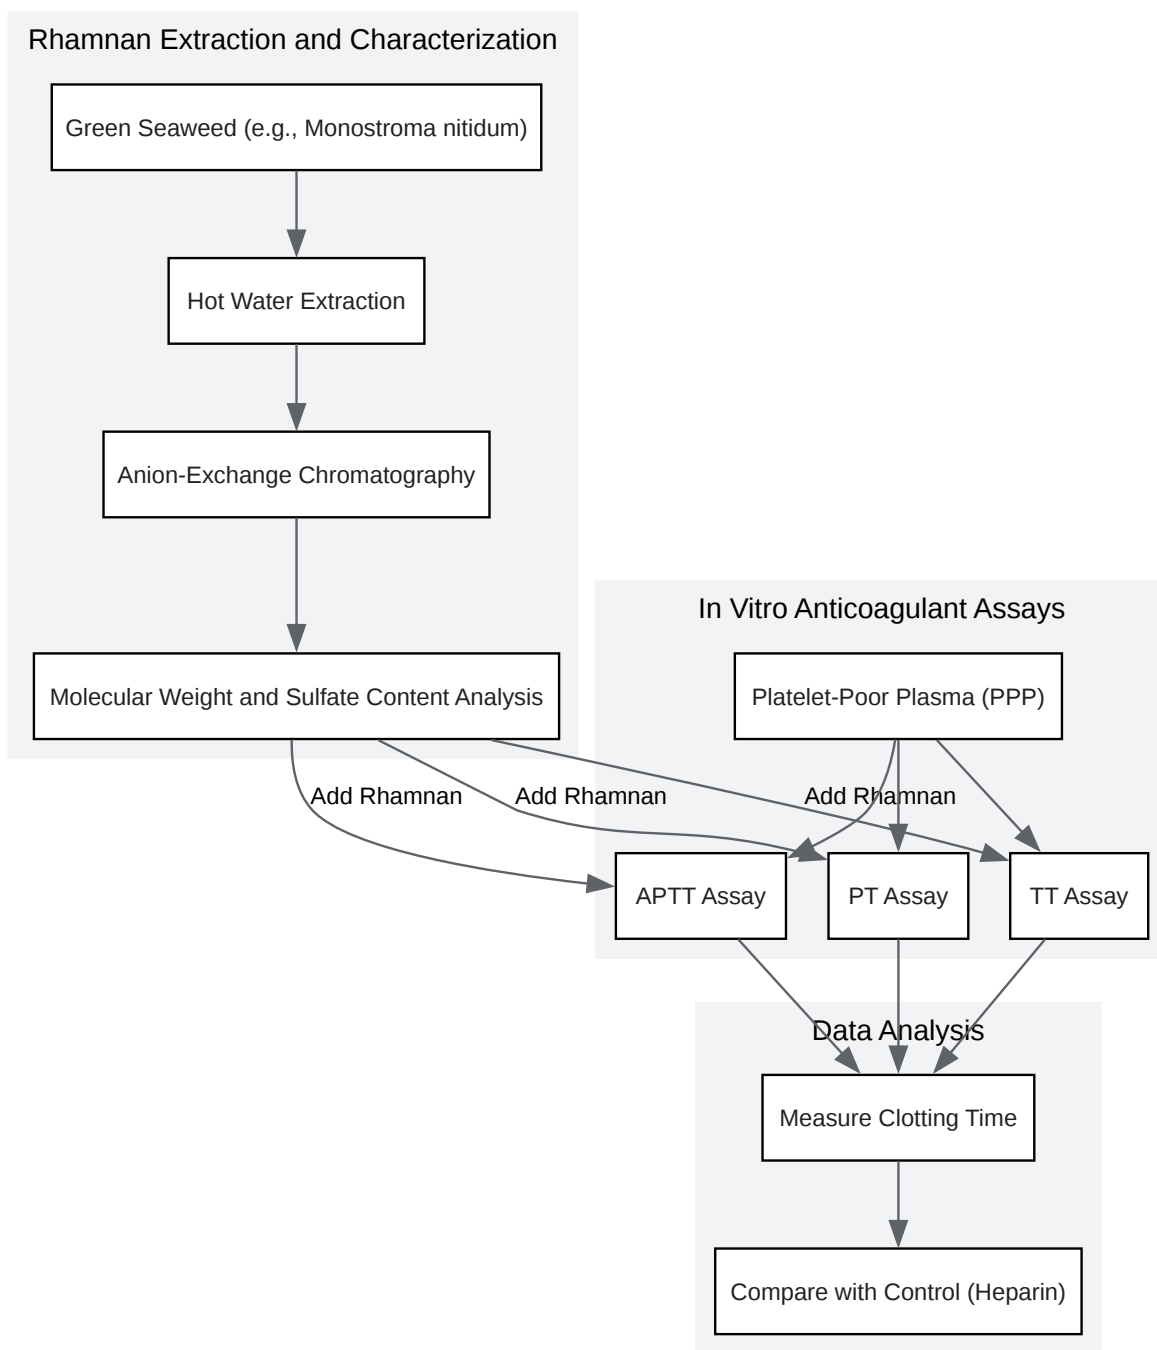 Rhamnan Extraction and Characterization
Green Seaweed (e.g., Monostroma nitidum)
Hot Water Extraction
Anion-Exchange Chromatography
Molecular Weight and Sulfate Content Analysis
In Vitro Anticoagulant Assays
Platelet-Poor Plasma (PPP)
Add Rhamnan
Add Rhamnan
Add Rhamnan
APTT Assay
PT Assay
TT Assay
Data Analysis
Measure Clotting Time
Compare with Control (Heparin)